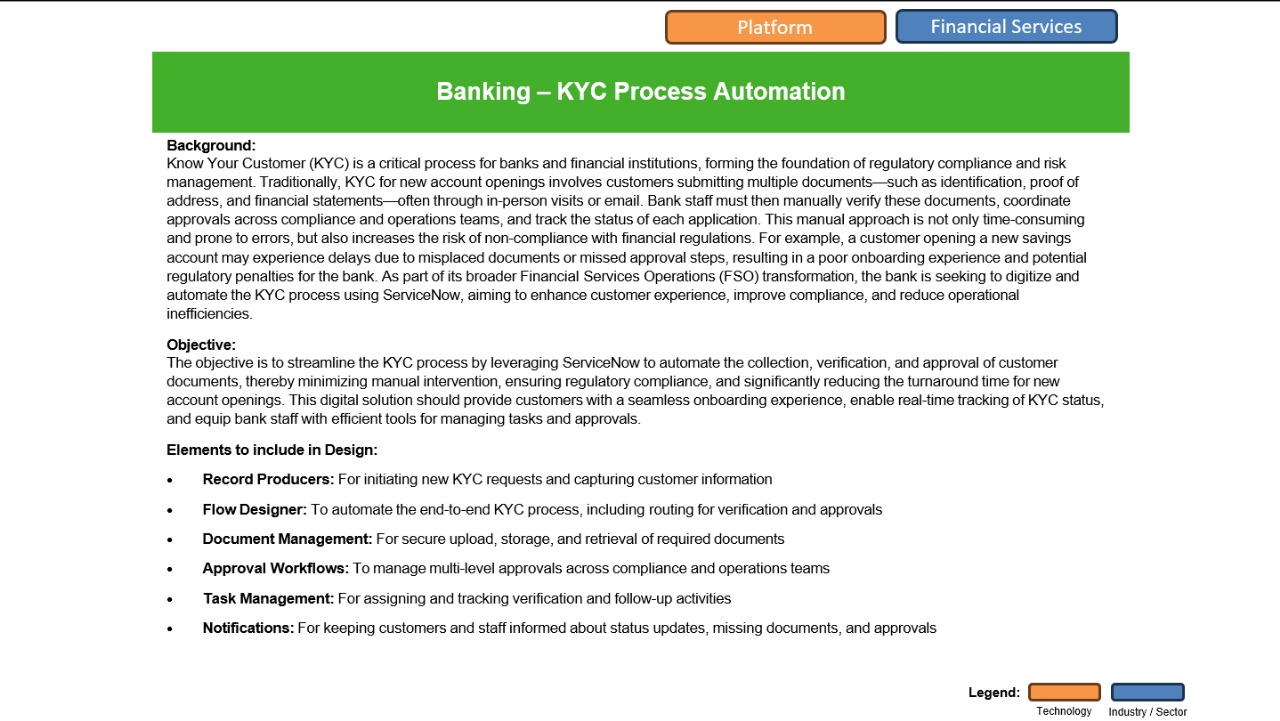 Platform
Financial Services
Banking – KYC Process Automation
Background:
Know Your Customer (KYC) is a critical process for banks and financial institutions, forming the foundation of regulatory compliance and risk
management. Traditionally, KYC for new account openings involves customers submitting multiple documents—such as identification, proof of
address, and financial statements—often through in-person visits or email. Bank staff must then manually verify these documents, coordinate
approvals across compliance and operations teams, and track the status of each application. This manual approach is not only time-consuming
and prone to errors, but also increases the risk of non-compliance with financial regulations. For example, a customer opening a new savings
account may experience delays due to misplaced documents or missed approval steps, resulting in a poor onboarding experience and potential
regulatory penalties for the bank. As part of its broader Financial Services Operations (FSO) transformation, the bank is seeking to digitize and
automate the KYC process using ServiceNow, aiming to enhance customer experience, improve compliance, and reduce operational
inefficiencies.
Objective:
The objective is to streamline the KYC process by leveraging ServiceNow to automate the collection, verification, and approval of customer
documents, thereby minimizing manual intervention, ensuring regulatory compliance, and significantly reducing the turnaround time for new
account openings. This digital solution should provide customers with a seamless onboarding experience, enable real-time tracking of KYC status,
and equip bank staff with efficient tools for managing tasks and approvals.
Elements to include in Design:
• Record Producers: For initiating new KYC requests and capturing customer information
• Flow Designer: To automate the end-to-end KYC process, including routing for verification and approvals
• Document Management: For secure upload, storage, and retrieval of required documents
• Approval Workflows: To manage multi-level approvals across compliance and operations teams
• Task Management: For assigning and tracking verification and follow-up activities
• Notifications: For keeping customers and staff informed about status updates, missing documents, and approvals
Legend:
Technology
Industry / Sector